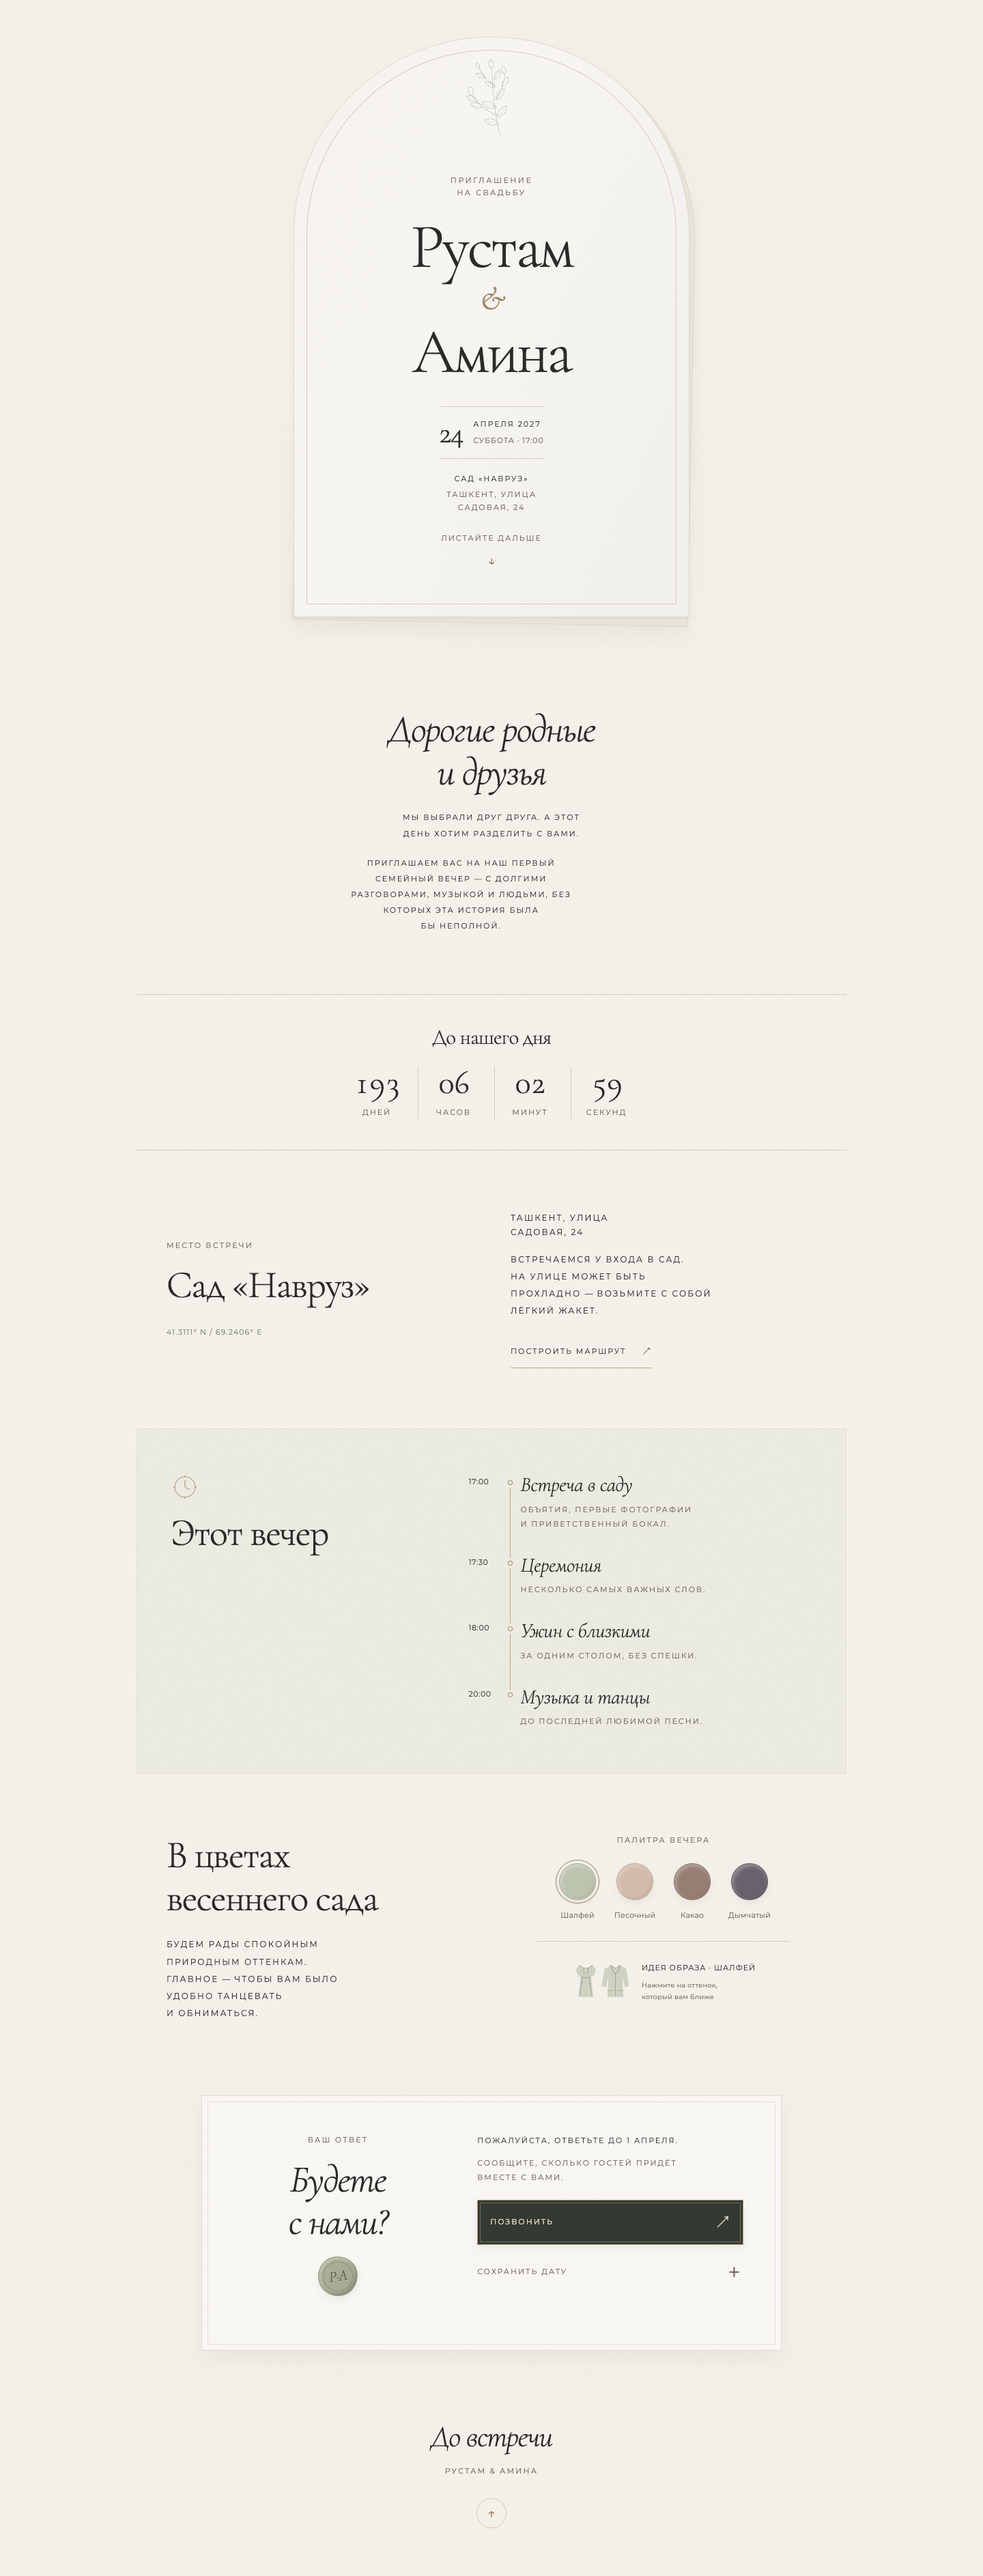 ПРИГЛАШЕНИЕ
НА СВАДЬБУ
Рустам
&
Амина
24
АПРЕЛЯ 2027
СУББОТА · 17:00
САД «НАВРУЗ»
ТАШКЕНТ, УЛИЦА
САДОВАЯ, 24
ЛИСТАЙТЕ ДАЛЬШЕ
↓
Дорогие родные
и друзья
МЫ ВЫБРАЛИ ДРУГ ДРУГА. А ЭТОТ
ДЕНЬ ХОТИМ РАЗДЕЛИТЬ С ВАМИ.
ПРИГЛАШАЕМ ВАС НА НАШ ПЕРВЫЙ
СЕМЕЙНЫЙ ВЕЧЕР — С ДОЛГИМИ
РАЗГОВОРАМИ, МУЗЫКОЙ И ЛЮДЬМИ, БЕЗ
КОТОРЫХ ЭТА ИСТОРИЯ БЫЛА
БЫ НЕПОЛНОЙ.
До нашего дня
193 06 02 59
ДНЕЙ ЧАСОВ МИНУТ СЕКУНД
МЕСТО ВСТРЕЧИ
Сад «Навруз»
41.3111° N / 69.2406° E
ТАШКЕНТ, УЛИЦА
САДОВАЯ, 24
ВСТРЕЧАЕМСЯ У ВХОДА В САД.
НА УЛИЦЕ МОЖЕТ БЫТЬ
ПРОХЛАДНО — ВОЗЬМИТЕ С СОБОЙ
ЛЁГКИЙ ЖАКЕТ.
ПОСТРОИТЬ МАРШРУТ ↗
Этот вечер
17:00 Встреча в саду
ОБЪЯТИЯ, ПЕРВЫЕ ФОТОГРАФИИ
И ПРИВЕТСТВЕННЫЙ БОКАЛ.
17:30 Церемония
НЕСКОЛЬКО САМЫХ ВАЖНЫХ СЛОВ.
18:00 Ужин с близкими
ЗА ОДНИМ СТОЛОМ, БЕЗ СПЕШКИ.
20:00 Музыка и танцы
ДО ПОСЛЕДНЕЙ ЛЮБИМОЙ ПЕСНИ.
В цветах
весеннего сада
БУДЕМ РАДЫ СПОКОЙНЫМ
ПРИРОДНЫМ ОТТЕНКАМ.
ГЛАВНОЕ — ЧТОБЫ ВАМ БЫЛО
УДОБНО ТАНЦЕВАТЬ
И ОБНИМАТЬСЯ.
ПАЛИТРА ВЕЧЕРА
Шалфей Песочный Какао Дымчатый
ИДЕЯ ОБРАЗА · ШАЛФЕЙ
Нажмите на оттенок,
который вам ближе
ВАШ ОТВЕТ
Будете
с нами?
Р·А
ПОЖАЛУЙСТА, ОТВЕТЬТЕ ДО 1 АПРЕЛЯ.
СООБЩИТЕ, СКОЛЬКО ГОСТЕЙ ПРИДЁТ
ВМЕСТЕ С ВАМИ.
ПОЗВОНИТЬ ↗
СОХРАНИТЬ ДАТУ +
До встречи
РУСТАМ & АМИНА
↑